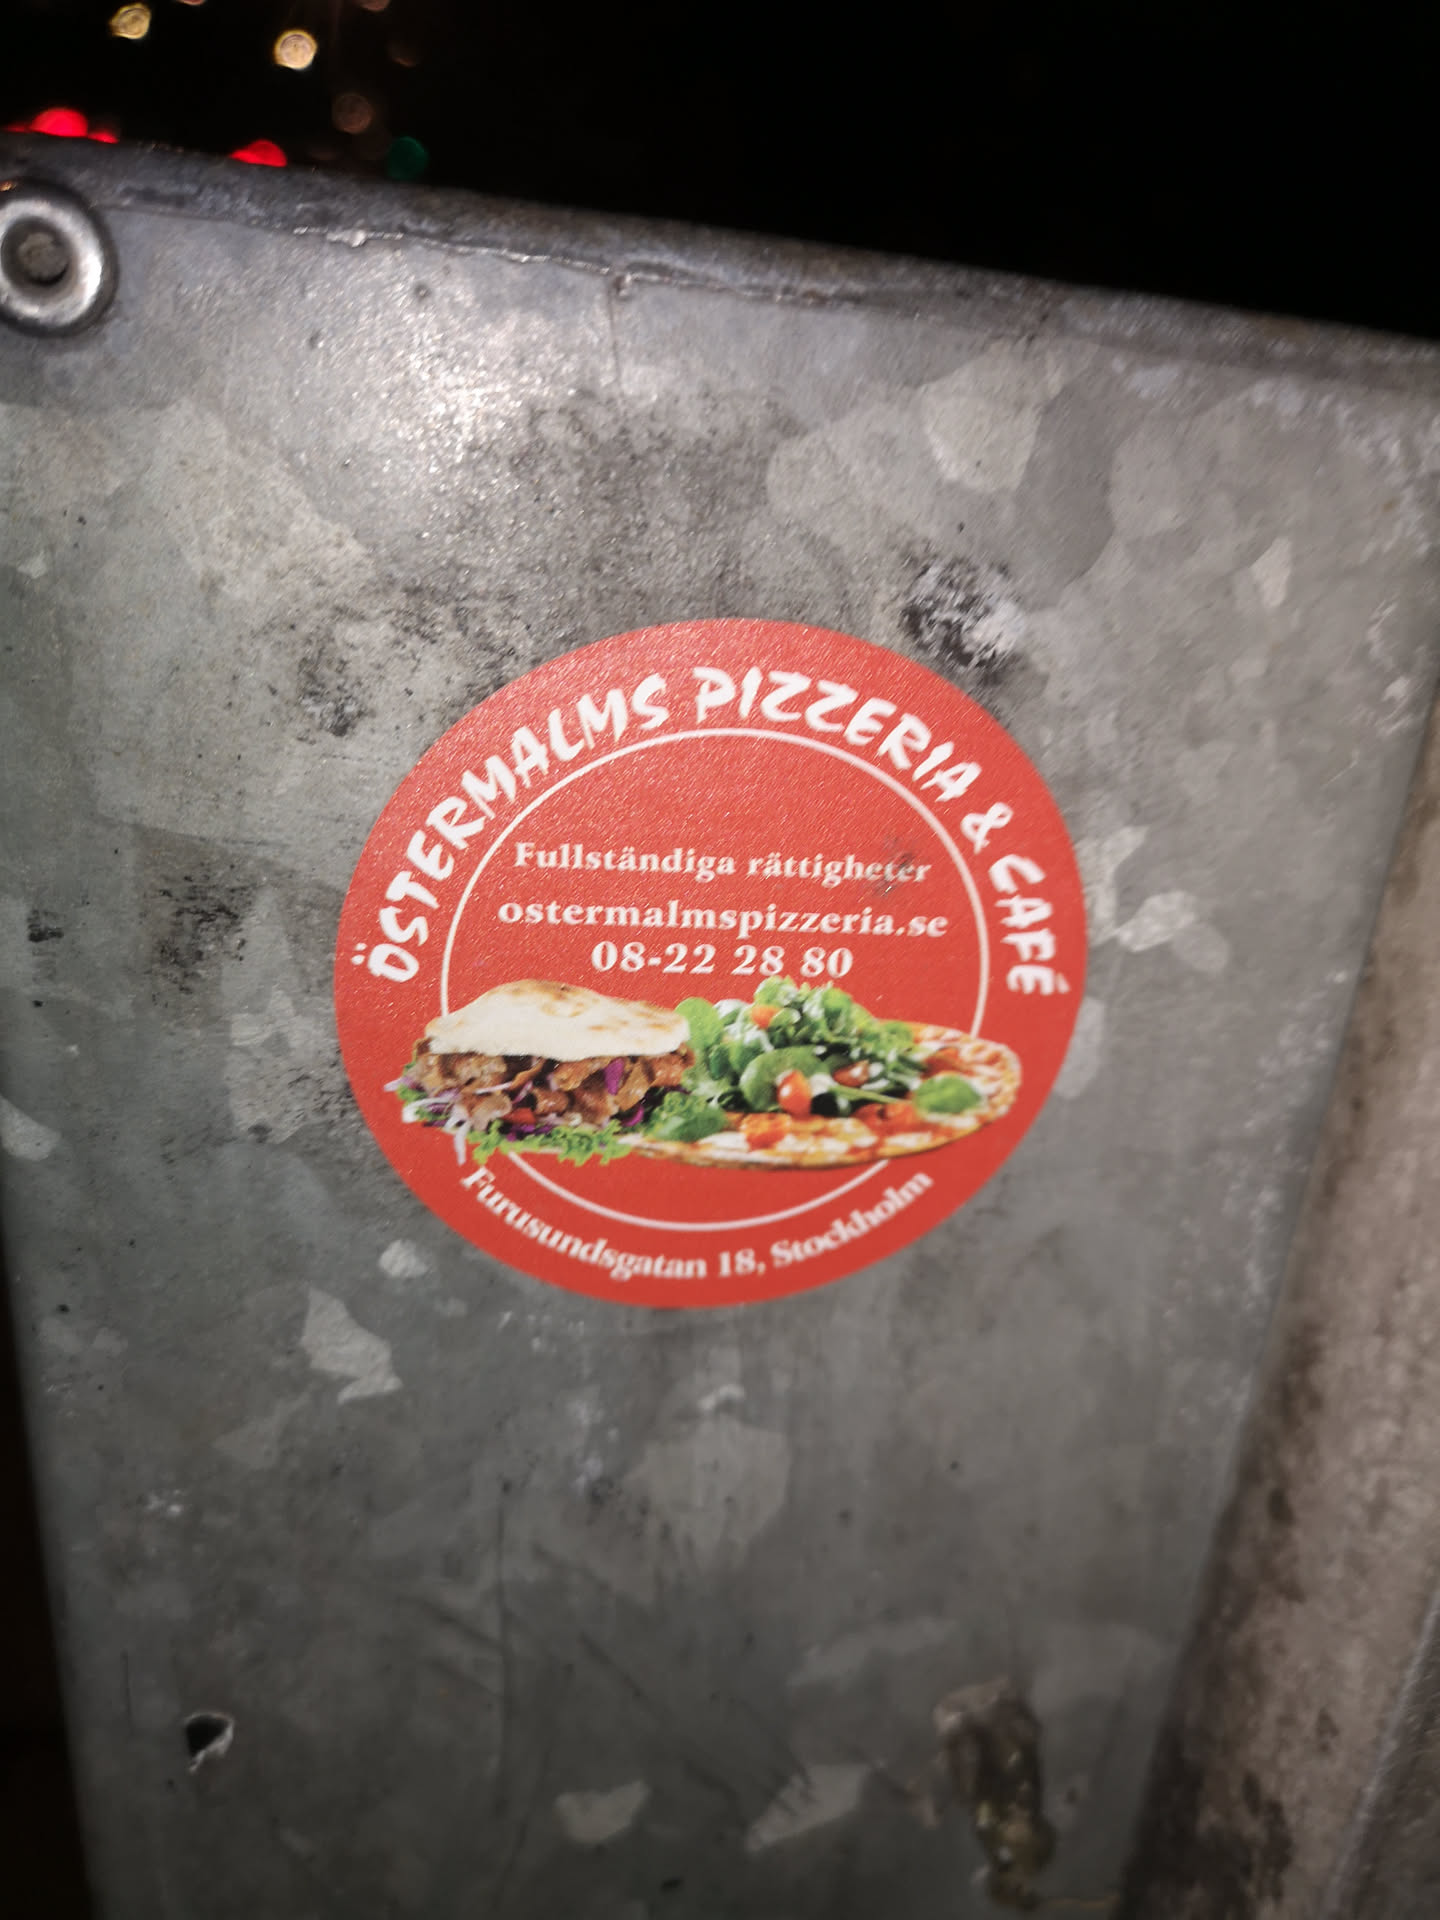 ÖSTERMALMS PIZZERIA & CAFÉ
Fullständiga rättigheter
ostermalmspizzeria.se
08-22 28 80
Furusundsgatan 18, Stockholm